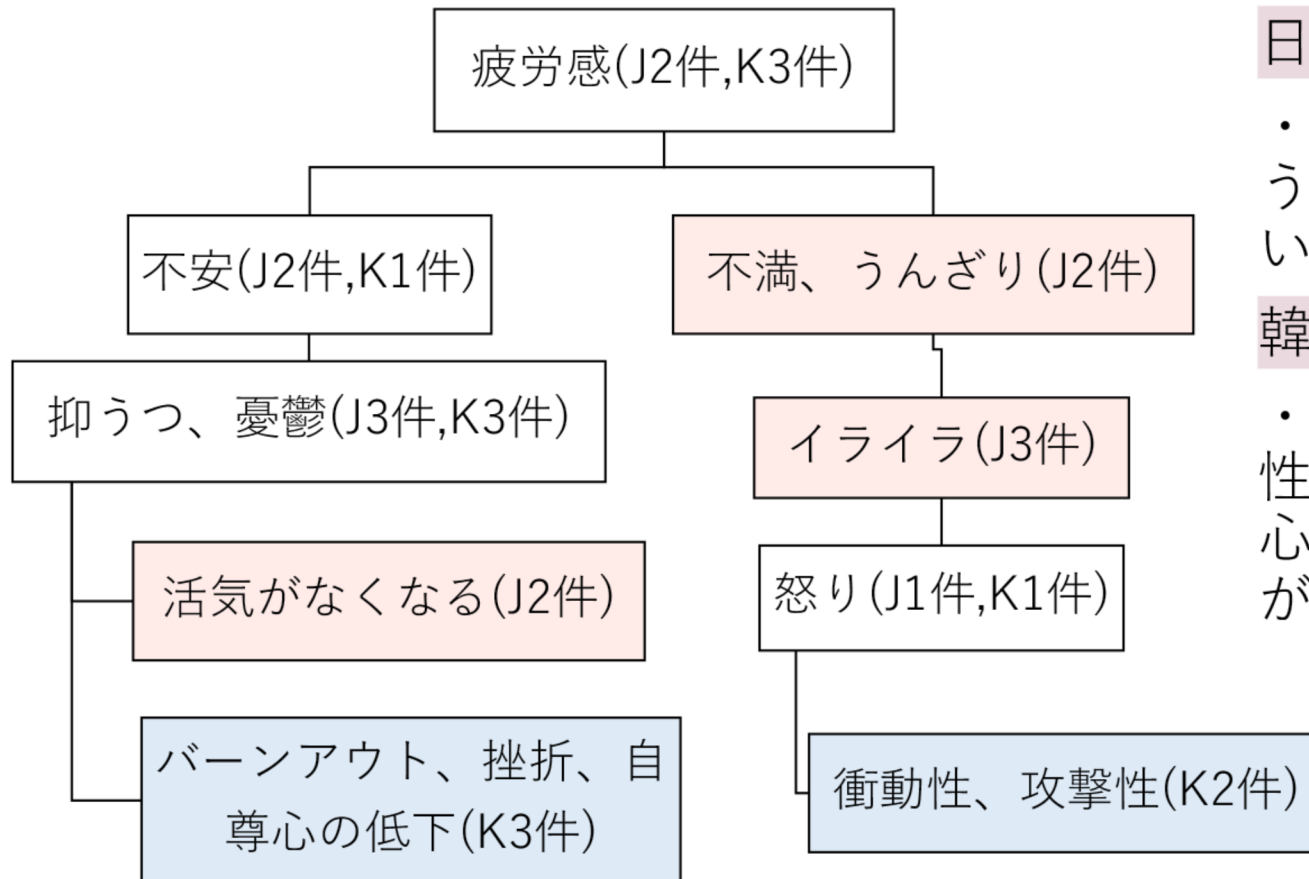 疲労感(J2件,K3件)
不安(J2件,K1件)
不満、うんざり(J2件)
抑うつ、憂鬱(J3件,K3件)
イライラ(J3件)
活気がなくなる(J2件)
怒り(J1件,K1件)
バーンアウト、挫折、自
尊心の低下(K3件)
衝動性、攻撃性(K2件)
日
・
う
い
韓
・
性
心
が